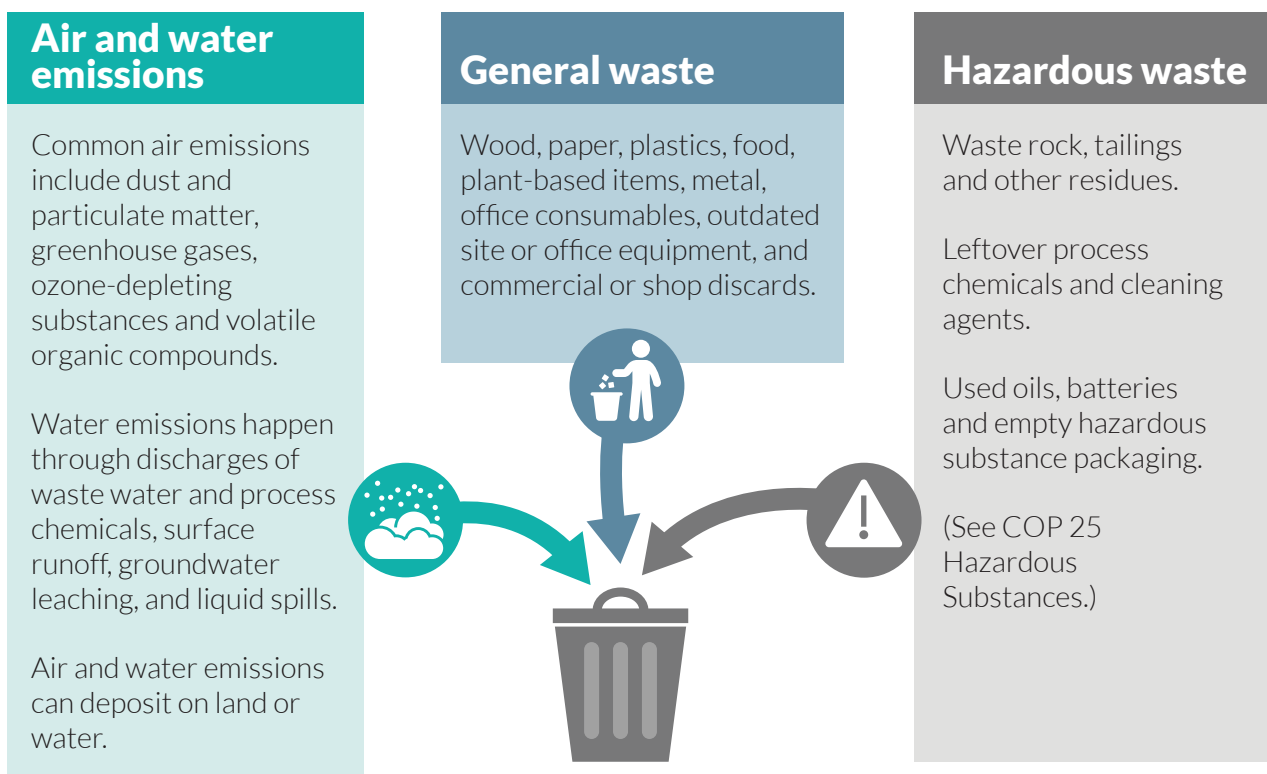 Air and water
emissions
Common air emissions
include dust and
particulate matter,
greenhouse gases,
ozone-depleting
substances and volatile
organic compounds.
Water emissions happen
through discharges of
waste water and process
chemicals, surface
runoff, groundwater
leaching, and liquid spills.
Air and water emissions
can deposit on land or
water.
General waste
Wood, paper, plastics, food,
plant-based items, metal,
office consumables, outdated
site or office equipment, and
commercial or shop discards.
Hazardous waste
Waste rock, tailings
and other residues.
Leftover process
chemicals and cleaning
agents.
Used oils, batteries
and empty hazardous
substance packaging.
(See COP 25
Hazardous
Substances.)